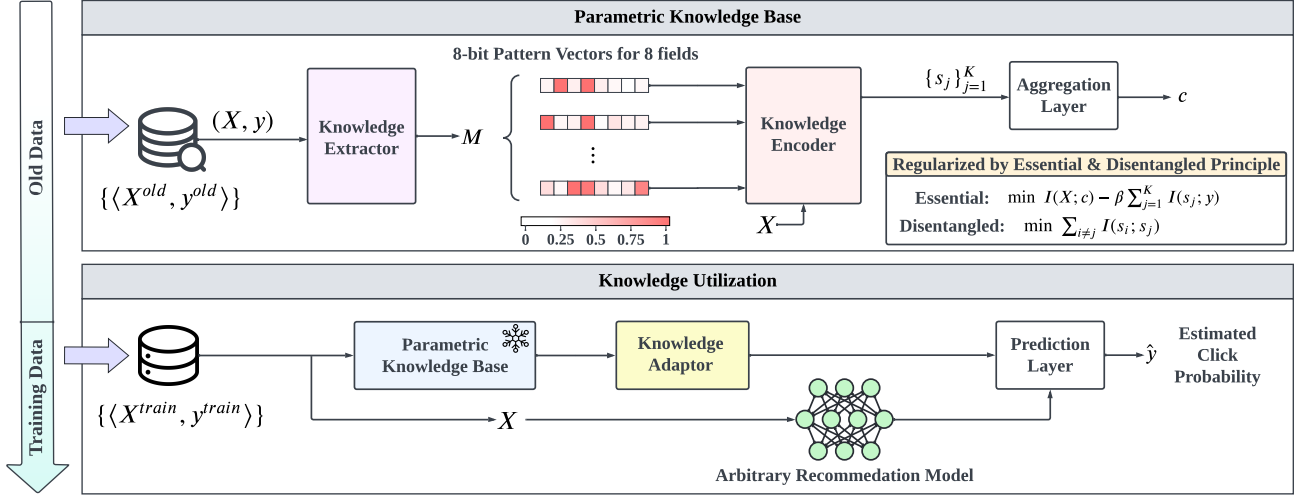 Parametric Knowledge Base
Old Data
8-bit Pattern Vectors for 8 fields
(X, y)
{⟨X^{old}, y^{old}⟩}
Knowledge
Extractor
M
⋮
0 0.25 0.5 0.75 1
Knowledge
Encoder
X
{s_j}_{j=1}^K
Aggregation
Layer
c
Regularized by Essential & Disentangled Principle
Essential: min I(X; c) − β ∑_{j=1}^K I(s_j; y)
Disentangled: min ∑_{i≠j} I(s_i; s_j)
Knowledge Utilization
Training Data
{⟨X^{train}, y^{train}⟩}
Parametric
Knowledge Base
Knowledge
Adaptor
X
Arbitrary Recommedation Model
Prediction
Layer
ŷ
Estimated
Click
Probability